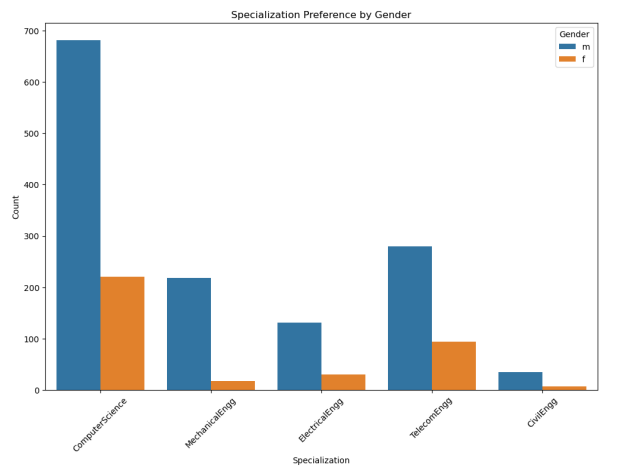 Specialization Preference by Gender
Gender
m
f
700
600
500
400
300
200
100
0
Count
ComputerScience
MechanicalEngg
ElectricalEngg
TelecomEngg
CivilEngg
Specialization